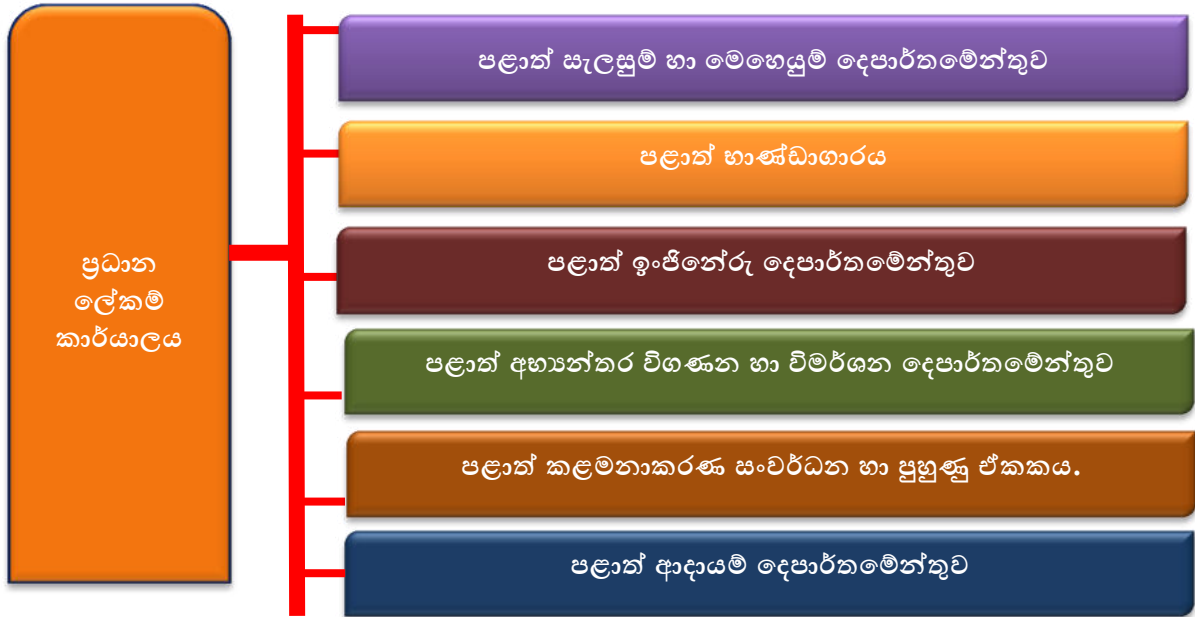 ප්‍රධාන
ලේකම්
කාර්යාලය
පළාත් සැලසුම් හා මෙහෙයුම් දෙපාර්තමේන්තුව
පළාත් භාණ්ඩාගාරය
පළාත් ඉංජිනේරු දෙපාර්තමේන්තුව
පළාත් අභ්‍යන්තර විගණන හා විමර්ශන දෙපාර්තමේන්තුව
පළාත් කළමනාකරණ සංවර්ධන හා පුහුණු ඒකකය.
පළාත් ආදායම් දෙපාර්තමේන්තුව